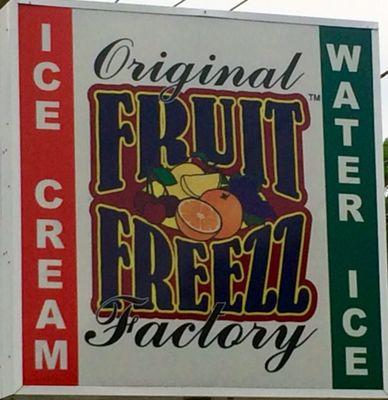 ICE CREAM
Original
FRUIT
FREEZZ
Factory
™
WATER ICE